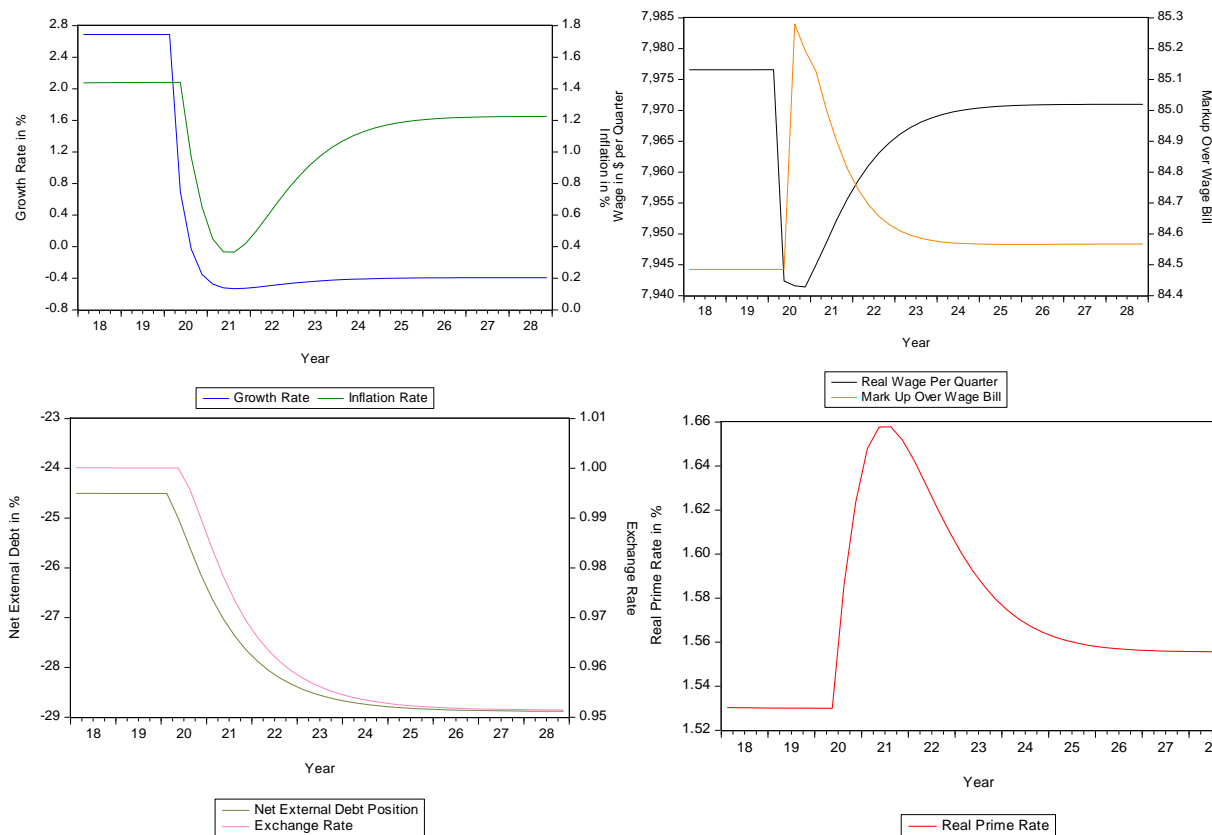 2.8
2.4
2.0
1.6
1.2
0.8
0.4
0.0
-0.4
-0.8
Growth Rate in %
1.8
1.6
1.4
1.2
1.0
0.8
0.6
0.4
0.2
0.0
Inflation in %
18 19 20 21 22 23 24 25 26 27 28
Year
Growth Rate Inflation Rate
7,985
7,985
7,975
7,970
7,965
7,960
7,955
7,950
7,945
7,940
Wage in $ per Quarter
85.3
85.2
85.1
85.0
84.9
84.8
84.7
84.6
84.5
84.4
Markup Over Wage Bill
18 19 20 21 22 23 24 25 26 27 28
Year
Real Wage Per Quarter
Mark Up Over Wage Bill
-23
-24
-25
-26
-27
-28
-29
Net External Debt in %
1.01
1.00
0.99
0.98
0.97
0.96
0.95
Exchange Rate
18 19 20 21 22 23 24 25 26 27 28
Year
Net External Debt Position
Exchange Rate
1.66
1.64
1.62
1.60
1.58
1.56
1.54
1.52
Real Prime Rate in %
18 19 20 21 22 23 24 25 26 27 2
Year
Real Prime Rate